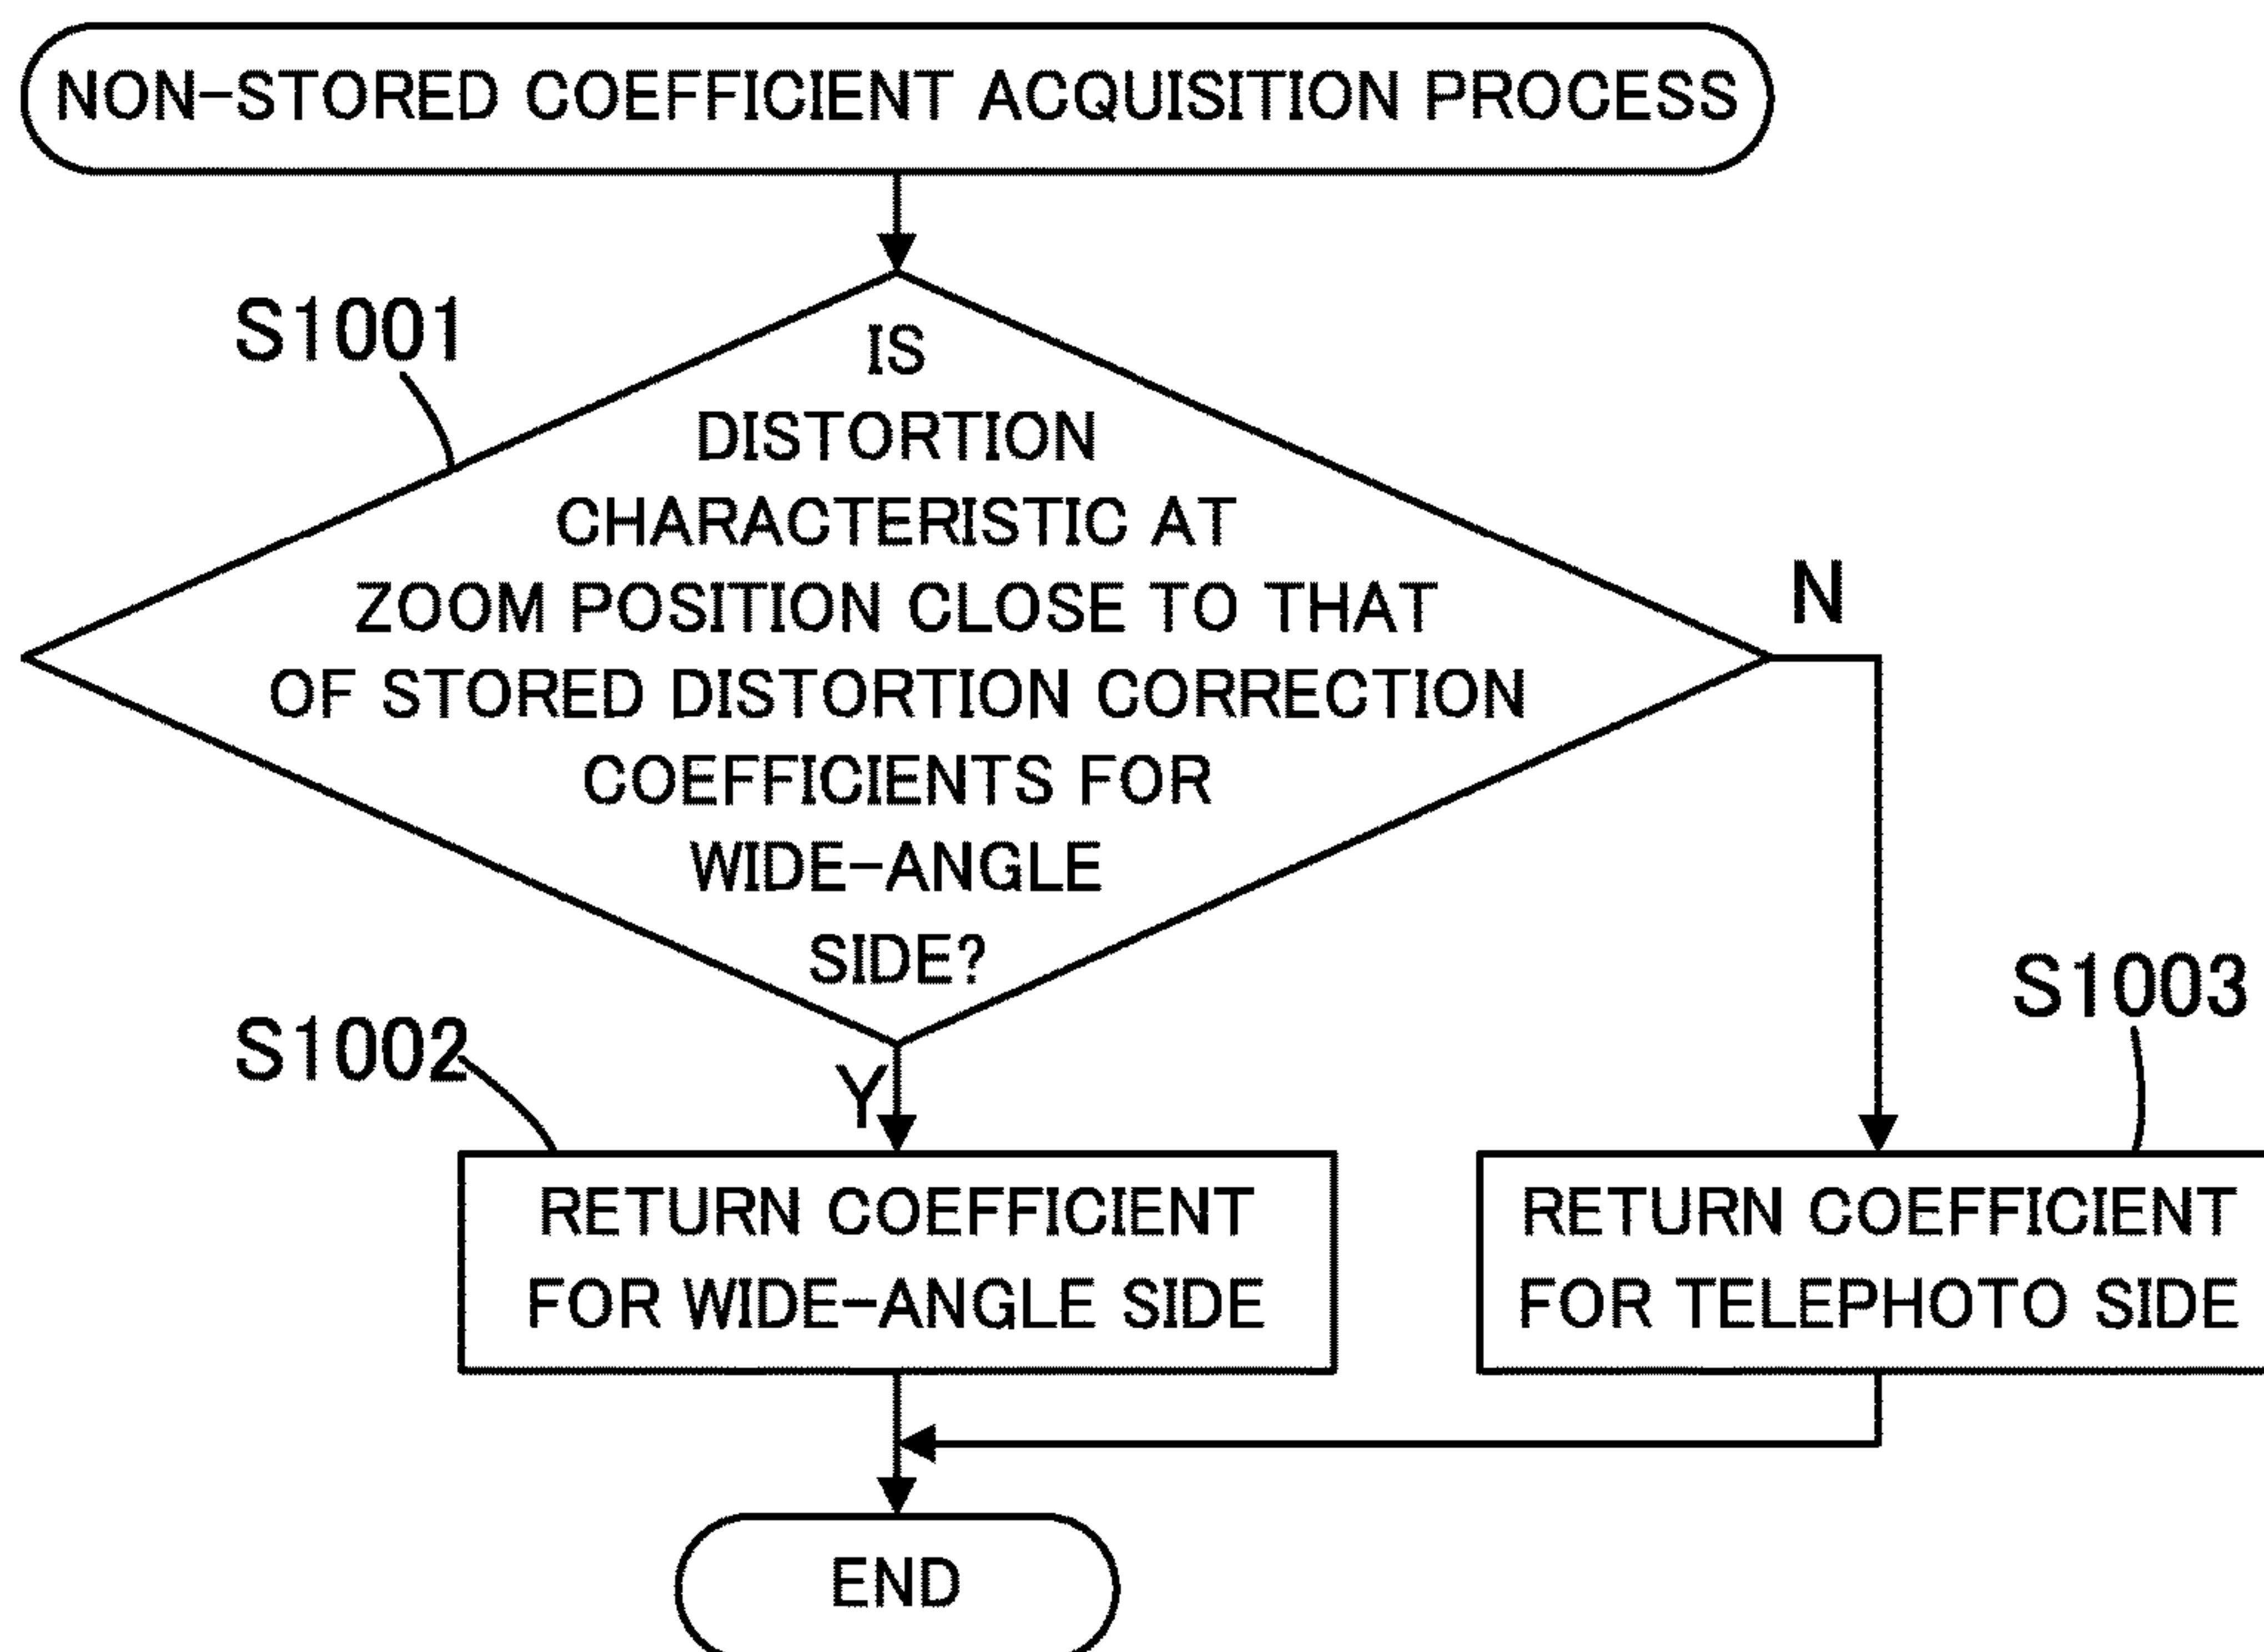 NON-STORED COEFFICIENT ACQUISITION PROCESS
S1001
IS
DISTORTION
CHARACTERISTIC AT
ZOOM POSITION CLOSE TO THAT
OF STORED DISTORTION CORRECTION
COEFFICIENTS FOR
WIDE-ANGLE
SIDE?
N
Y
S1002
RETURN COEFFICIENT
FOR WIDE-ANGLE SIDE
S1003
RETURN COEFFICIENT
FOR TELEPHOTO SIDE
END